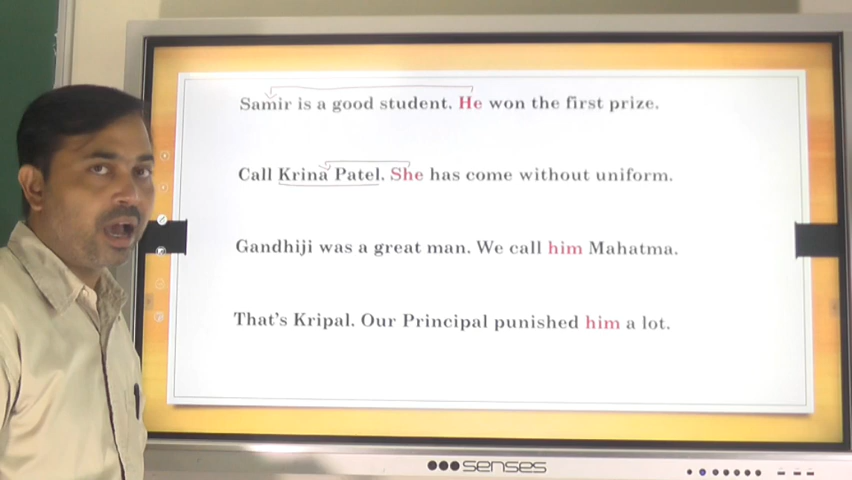 Samir is a good student. He won the first prize.
Call Krina Patel. She has come without uniform.
Gandhiji was a great man. We call him Mahatma.
That's Kripal. Our Principal punished him a lot.
senses